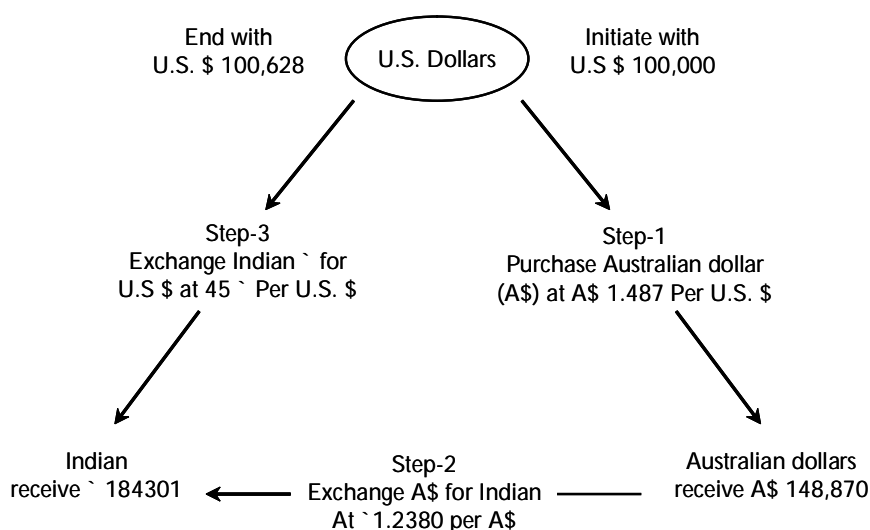 End with
U.S. $ 100,628
U.S. Dollars
Initiate with
U.S $ 100,000
Step-3
Exchange Indian ` for
U.S $ at 45 ` Per U.S. $
Step-1
Purchase Australian dollar
(A$) at A$ 1.487 Per U.S. $
Indian
receive ` 184301
Step-2
Exchange A$ for Indian
At `1.2380 per A$
Australian dollars
receive A$ 148,870